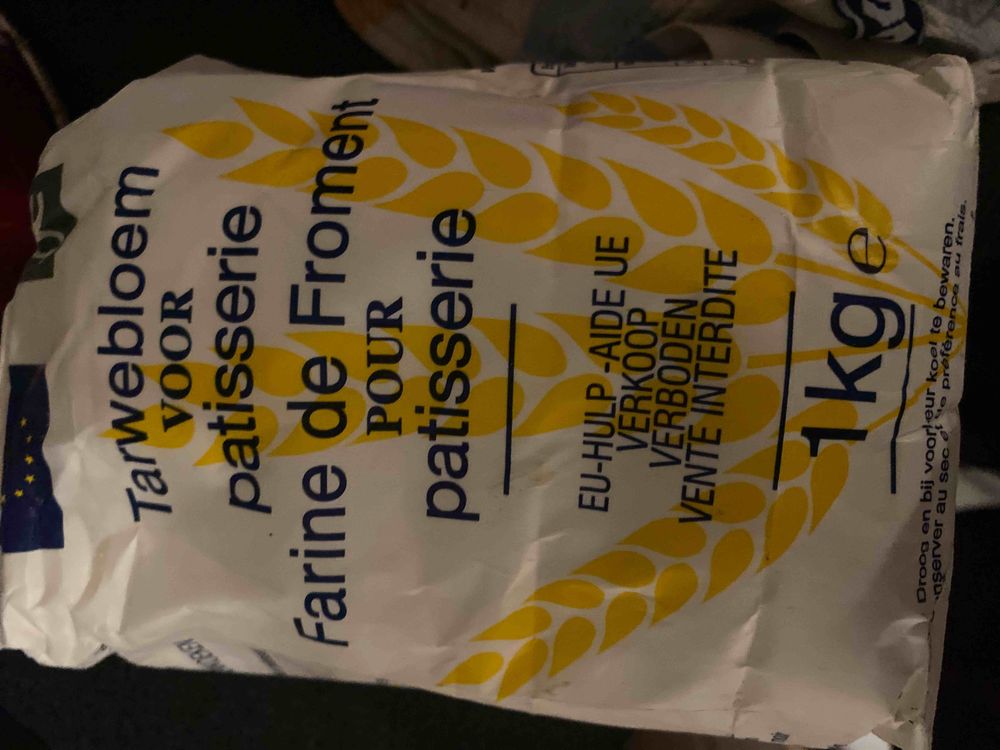 Tarwebloem
VOOR
patisserie
Farine de Froment
POUR
patisserie
EU-HULP -AIDE UE
VERKOOP
VERBODEN
VENTE INTERDITE
1kg e
Droog en bij voorkeur koel te bewaren.
au sec de préférence au frais.